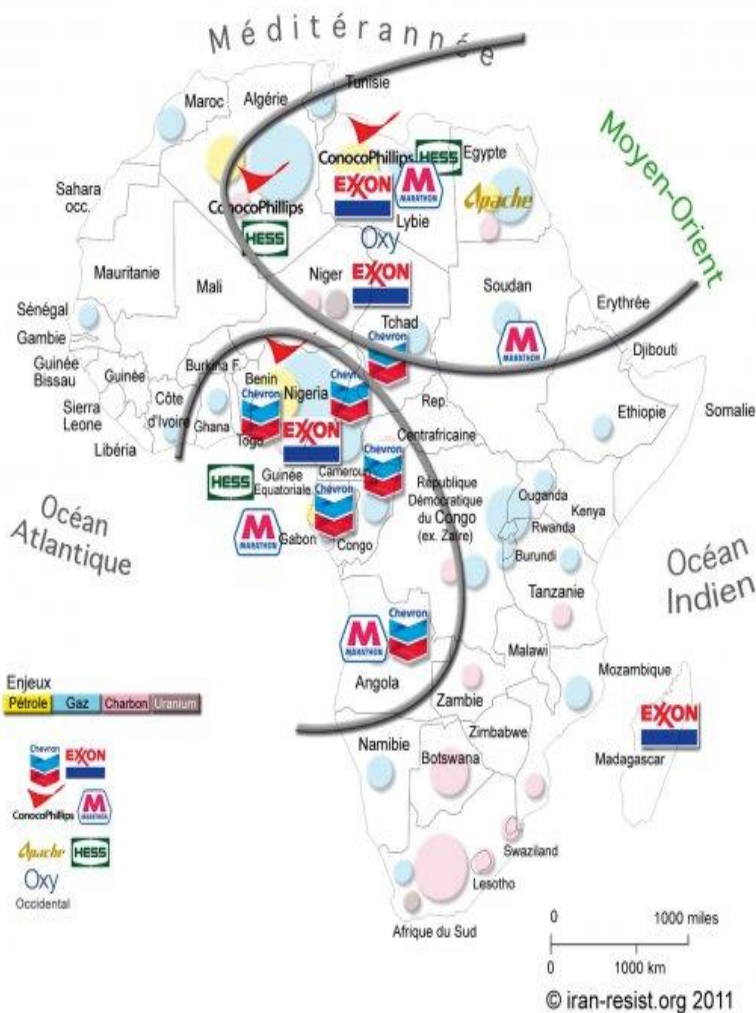 Méditérannée
Tunisie
Maroc
Algérie
ConocoPhillips
HESS
Egypte
Moyen-Orient
ConocoPhillips
EXXON
MARATHON
Apache
Sahara
occ.
Lybie
HESS
Oxy
Mauritanie
Mali
Niger
EXXON
Soudan
Erythrée
Sénégal
Tchad
Gambie
Chevron
MARATHON
Djibouti
Guinée
Bissau
Guinée
Burkina F.
Benin
Nigeria
Chevron
Rep.
Centrafricaine
Ethiopie
Somalie
Sierra
Leone
Côte
d'Ivoire
Ghana
Togo
Chevron
EXXON
Libéria
Cameroun
Chevron
HESS
Guinée
Equatoriale
Chevron
République
Démocratique
du Congo
(ex. Zaire)
Ouganda
Kenya
Rwanda
Océan
Atlantique
MARATHON
Gabon
Congo
Burundi
Océan
Indien
Tanzanie
MARATHON
Chevron
Angola
Malawi
Mozambique
Zambie
EXXON
Madagascar
Enjeux
Pétrole Gaz Charbon Uranium
Zimbabwe
Namibie
Botswana
Chevron
EXXON
ConocoPhillips
MARATHON
Apache
HESS
Oxy
Occidental
Swaziland
Lesotho
Afrique du Sud
0 1000 miles
0 1000 km
© iran-resist.org 2011